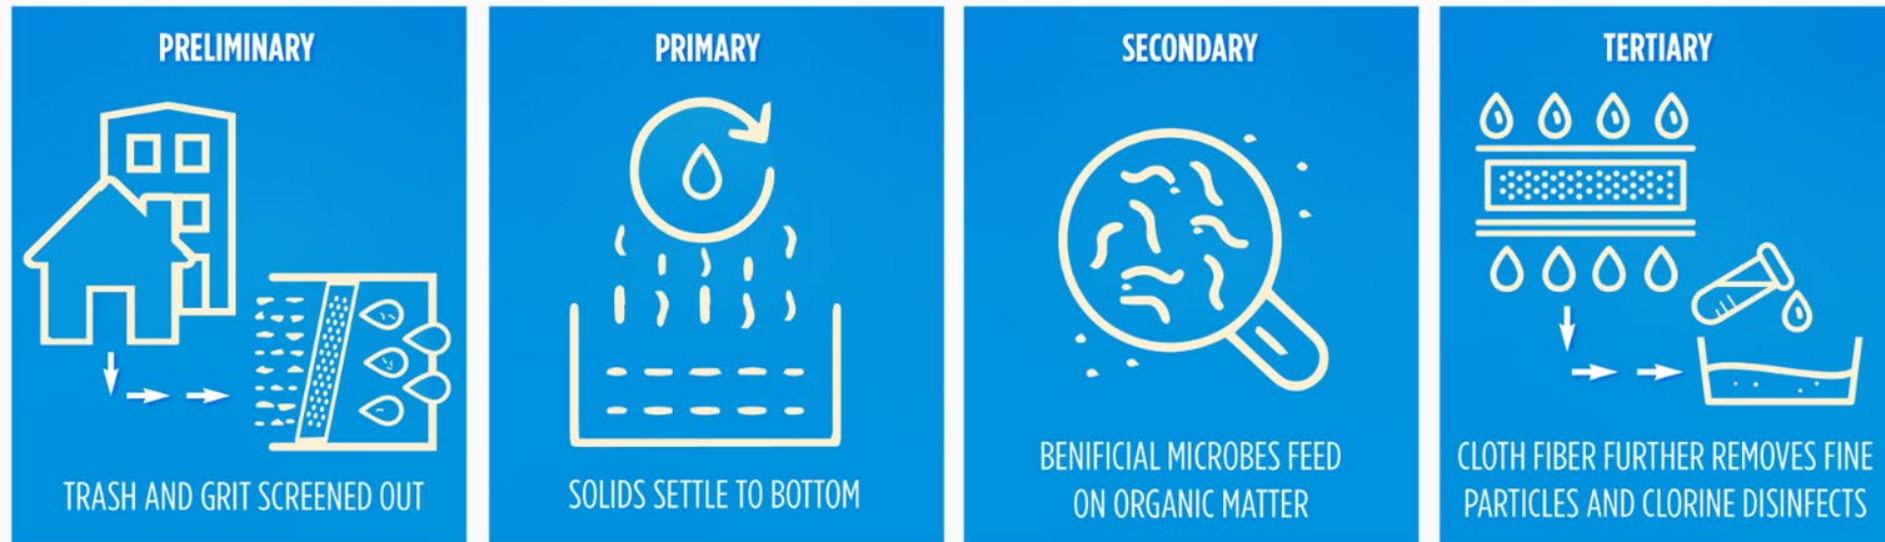 PRELIMINARY
TRASH AND GRIT SCREENED OUT
PRIMARY
SOLIDS SETTLE TO BOTTOM
SECONDARY
BENIFICIAL MICROBES FEED
ON ORGANIC MATTER
TERTIARY
CLOTH FIBER FURTHER REMOVES FINE
PARTICLES AND CLORINE DISINFECTS